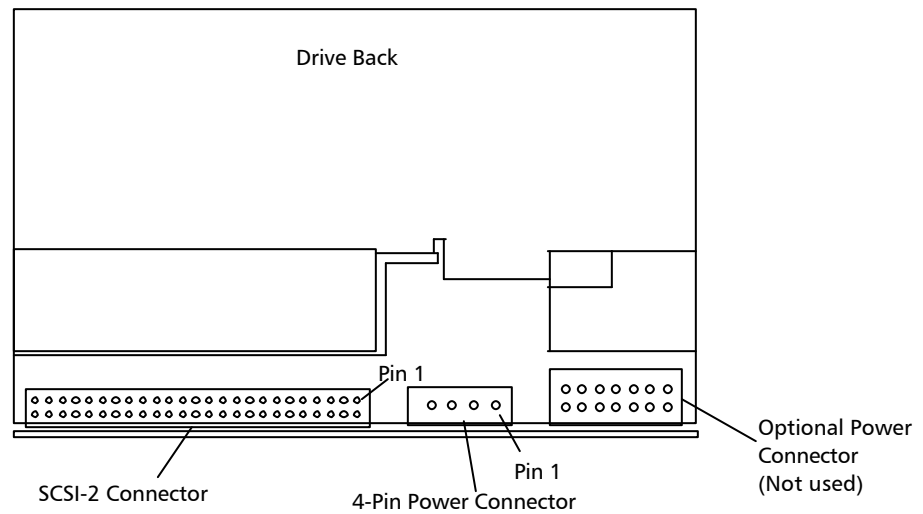 Drive Back
Pin 1
Optional Power
Connector
(Not used)
Pin 1
SCSI-2 Connector
4-Pin Power Connector